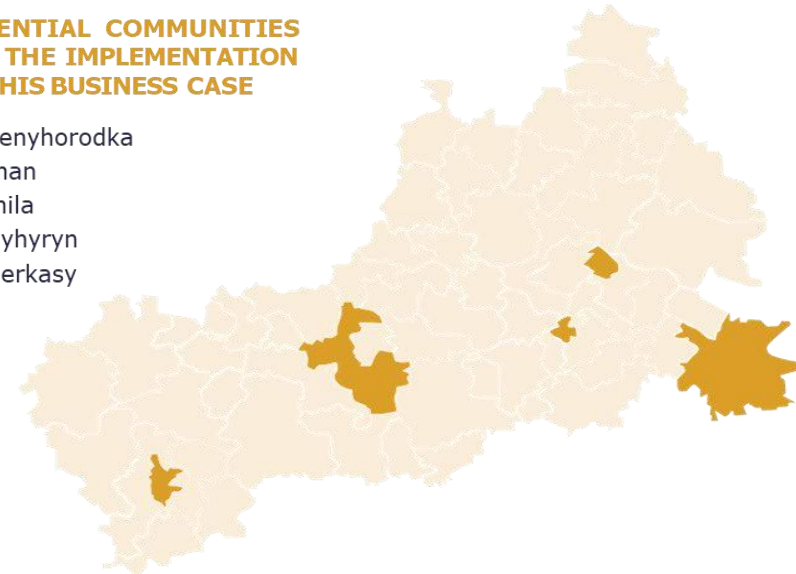 ENTIAL COMMUNITIES
THE IMPLEMENTATION
HIS BUSINESS CASE
enyhorodka
nan
nila
yhyryn
erkasy